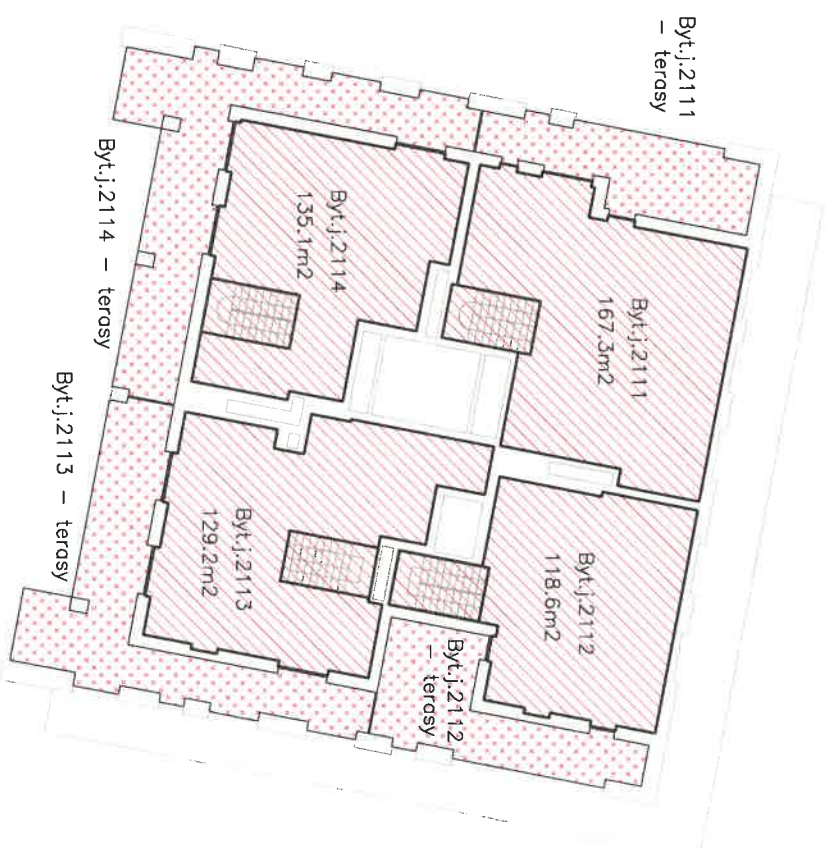 Byt.j.2111
– terasy
Byt.j.2111
167.3m2
Byt.j.2112
118.6m2
Byt.j.2112
– terasy
Byt.j.2114
135.1m2
Byt.j.2113
129.2m2
Byt.j.2114 – terasy
Byt.j.2113 – terasy